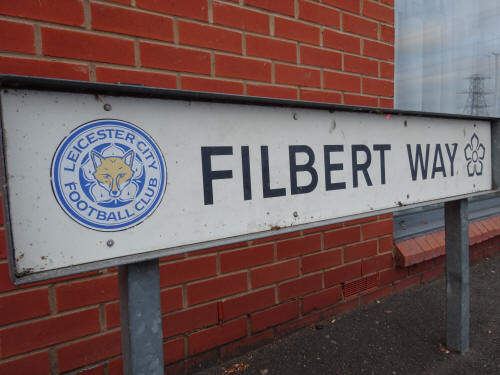 LEICESTER CITY
FOOTBALL CLUB
FILBERT WAY